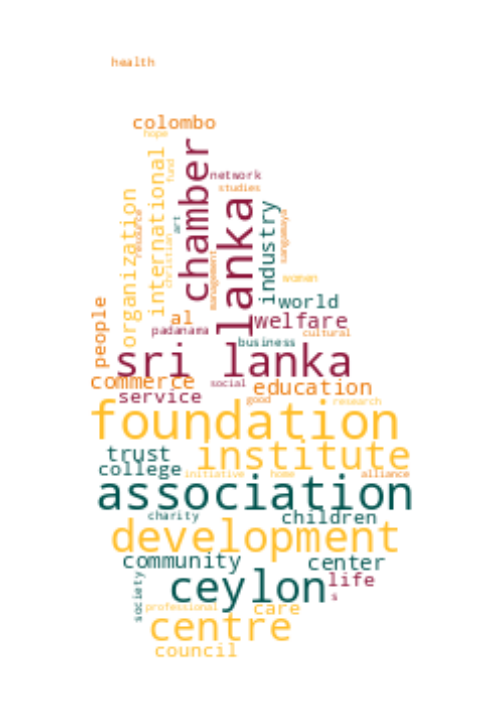 health
colombo
hope
chamber
international
fund
network
studies
organization
resource
art
christian
management
lanka
industry
sangamaya
women
world
al
welfare
padanama
cultural
people
business
sri lanka
commerce
social
education
service
good
research
foundation
trust
institute
college
initiative
home
alliance
association
charity
children
development
community
center
society
ceylon
life
s
professional
care
centre
council